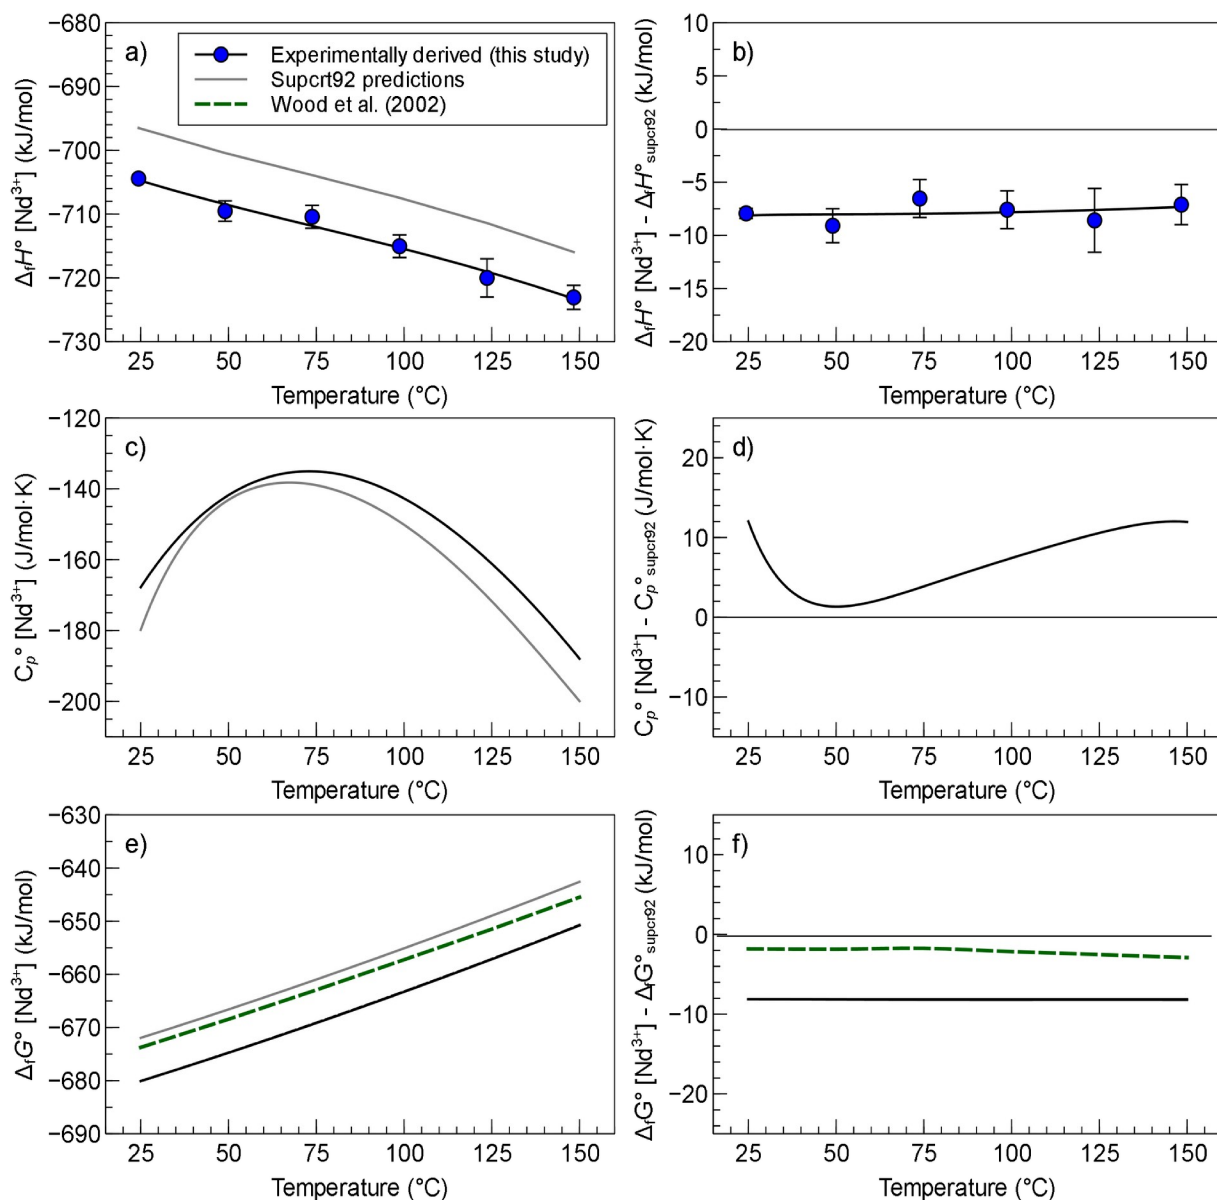 a)
Experimentally derived (this study)
Supcrt92 predictions
Wood et al. (2002)
ΔfH° [Nd3+] (kJ/mol)
−680
−690
−700
−710
−720
−730
25 50 75 100 125 150
Temperature (°C)
b)
ΔfH° [Nd3+] - ΔfH°supcr92 (kJ/mol)
10
5
0
−5
−10
−15
−20
25 50 75 100 125 150
Temperature (°C)
c)
Cp° [Nd3+] (J/mol·K)
−120
−140
−160
−180
−200
25 50 75 100 125 150
Temperature (°C)
d)
Cp° [Nd3+] - Cp°supcr92 (J/mol·K)
20
10
0
−10
25 50 75 100 125 150
Temperature (°C)
e)
ΔfG° [Nd3+] (kJ/mol)
−630
−640
−650
−660
−670
−680
−690
25 50 75 100 125 150
Temperature (°C)
f)
ΔfG° [Nd3+] - ΔfG°supcr92 (kJ/mol)
10
0
−10
−20
25 50 75 100 125 150
Temperature (°C)